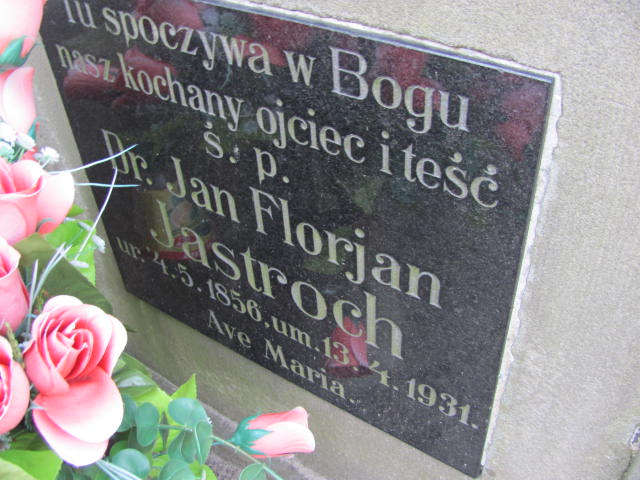 Tu spoczywa w Bogu
nasz kochany ojciec i teść
ś. p.
Dr. Jan Florjan
Jastroch
ur. 4.5.1856. um. 13.4.1931.
Ave Maria.